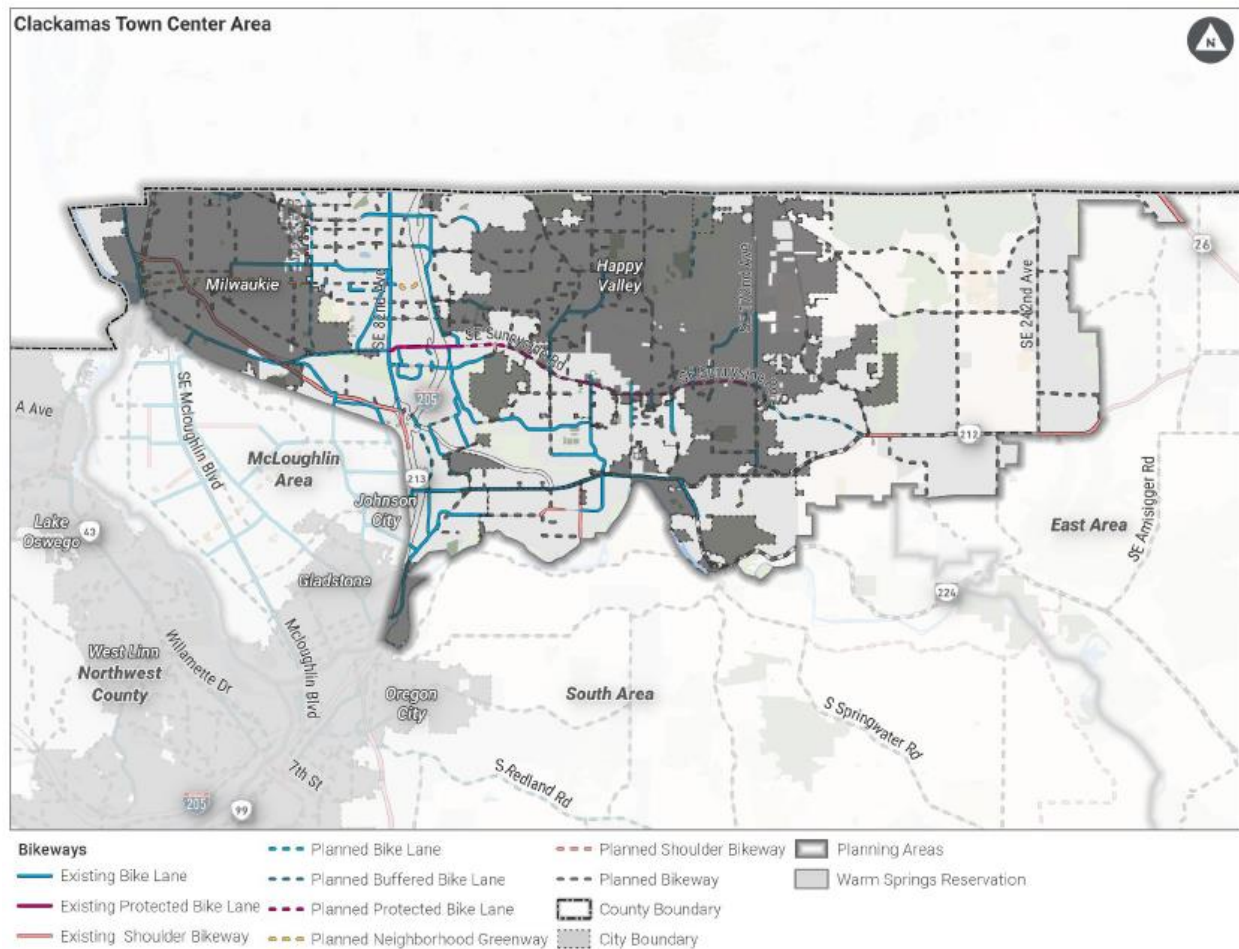 Clackamas Town Center Area
N
26
Milwaukie
SE 82nd Ave
Happy
Valley
SE 172nd Ave
SE 242nd Ave
SE Sunnyside Rd
SE Sunnyside Rd
205
212
A Ave
SE Mcloughlin Blvd
McLoughlin
Area
213
Johnson
City
East Area
SE Amisigger Rd
Lake
Oswego
43
Gladstone
224
West Linn
Northwest
County
Willamette Dr
Mcloughlin Blvd
Oregon
City
South Area
S Springwater Rd
S Redland Rd
7th St
205
99
Bikeways
Existing Bike Lane
Existing Protected Bike Lane
Existing Shoulder Bikeway
Planned Bike Lane
Planned Buffered Bike Lane
Planned Protected Bike Lane
Planned Neighborhood Greenway
Planned Shoulder Bikeway
Planned Bikeway
County Boundary
City Boundary
Planning Areas
Warm Springs Reservation